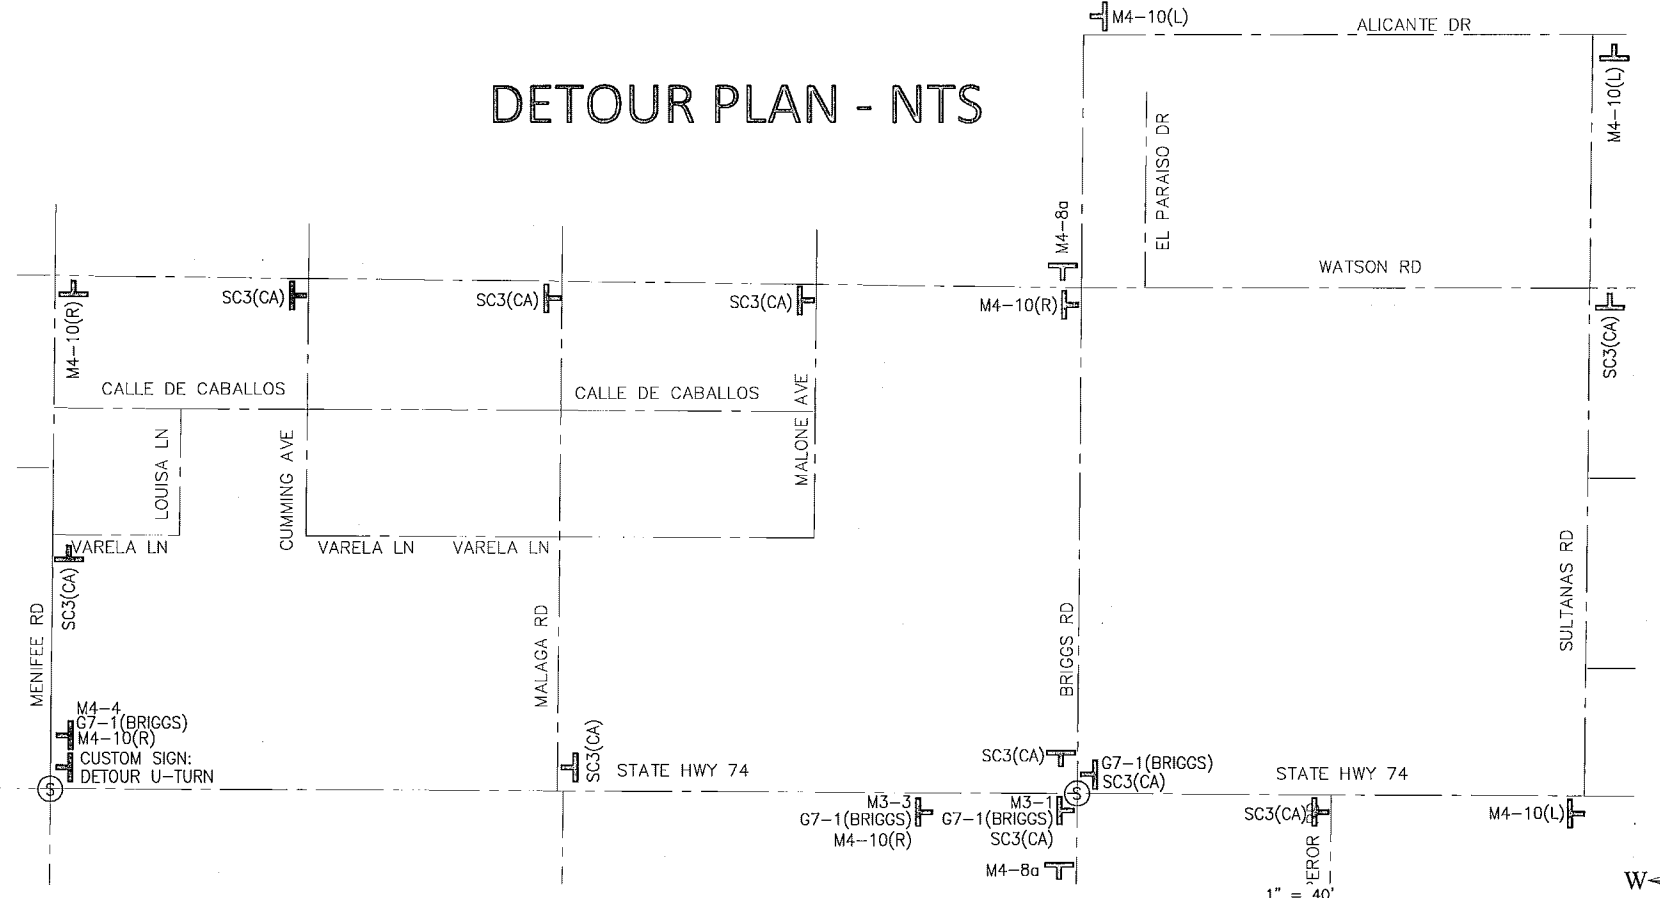 M4-10(L)
ALICANTE DR
DETOUR PLAN - NTS
M4-10(L)
EL PARAISO DR
M4-8a
WATSON RD
SC3(CA)
SC3(CA)
SC3(CA)
M4-10(R)
M4-10(R)
SC3(CA)
CALLE DE CABALLOS
CALLE DE CABALLOS
MALONE AVE
LOUISA LN
CUMMING AVE
VARELA LN
VARELA LN
VARELA LN
SC3(CA)
SULTANAS RD
MENIFEE RD
MALAGA RD
BRIGGS RD
M4-4
G7-1(BRIGGS)
M4-10(R)
CUSTOM SIGN:
DETOUR U-TURN
S
SC3(CA)
STATE HWY 74
SC3(CA)
G7-1(BRIGGS)
SC3(CA)
STATE HWY 74
S
M3-3
G7-1(BRIGGS)
M4-10(R)
M3-1
G7-1(BRIGGS)
SC3(CA)
M4-8a
SC3(CA)
M4-10(L)
1" = 40'
W